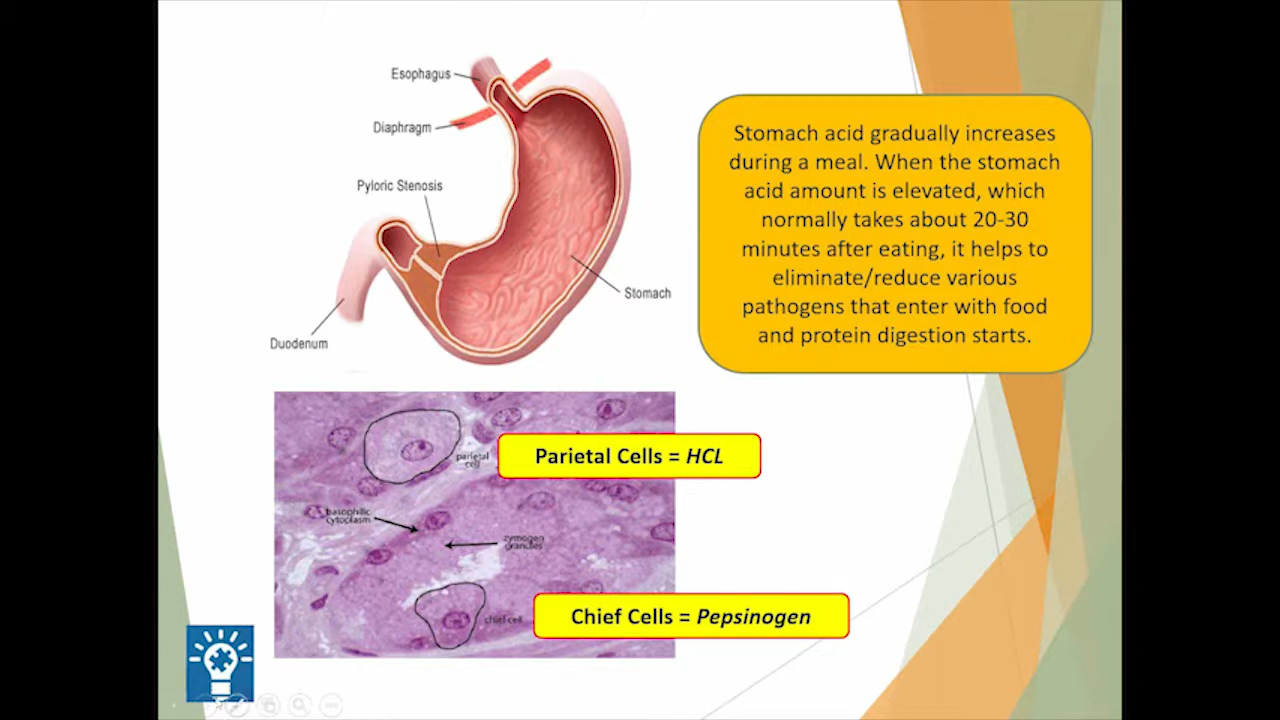 Esophagus
Diaphragm
Pyloric Stenosis
Stomach
Duodenum
Stomach acid gradually increases
during a meal. When the stomach
acid amount is elevated, which
normally takes about 20-30
minutes after eating, it helps to
eliminate/reduce various
pathogens that enter with food
and protein digestion starts.
parietal
cell
Parietal Cells = HCL
basophilic
cytoplasm
zymogen
granules
chief cell
Chief Cells = Pepsinogen